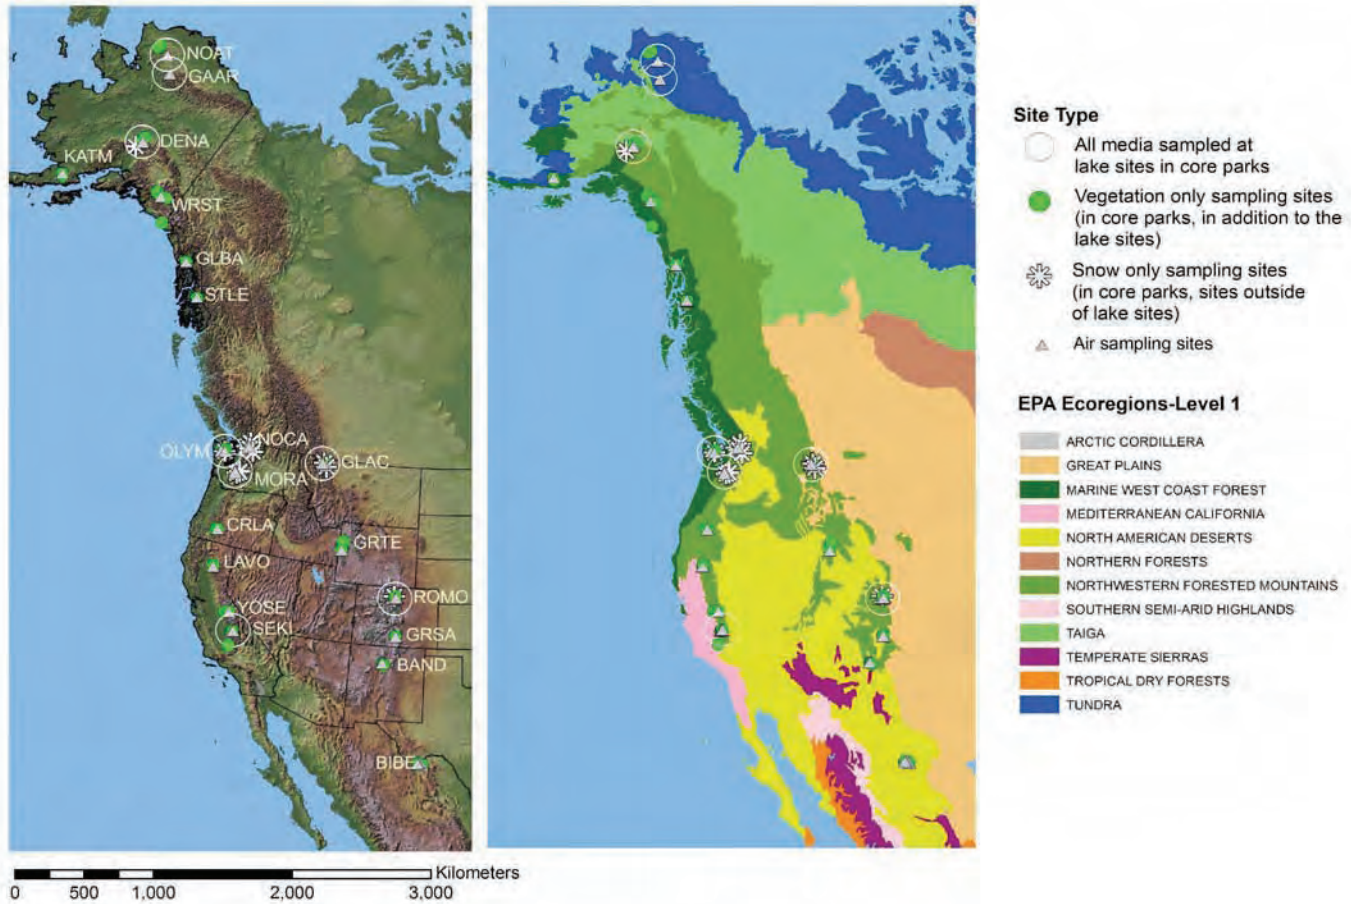 NOAT
GAAR
DENA
KATM
WRST
GLBA
STLE
NOCA
OLYM
GLAC
MORA
CRLA
GRTE
LAVO
ROMO
YOSE
SEKI
GRSA
BAND
BIBE
Kilometers
0 500 1,000 2,000 3,000
Site Type
All media sampled at
lake sites in core parks
Vegetation only sampling sites
(in core parks, in addition to the
lake sites)
Snow only sampling sites
(in core parks, sites outside
of lake sites)
Air sampling sites
EPA Ecoregions-Level 1
ARCTIC CORDILLERA
GREAT PLAINS
MARINE WEST COAST FOREST
MEDITERRANEAN CALIFORNIA
NORTH AMERICAN DESERTS
NORTHERN FORESTS
NORTHWESTERN FORESTED MOUNTAINS
SOUTHERN SEMI-ARID HIGHLANDS
TAIGA
TEMPERATE SIERRAS
TROPICAL DRY FORESTS
TUNDRA